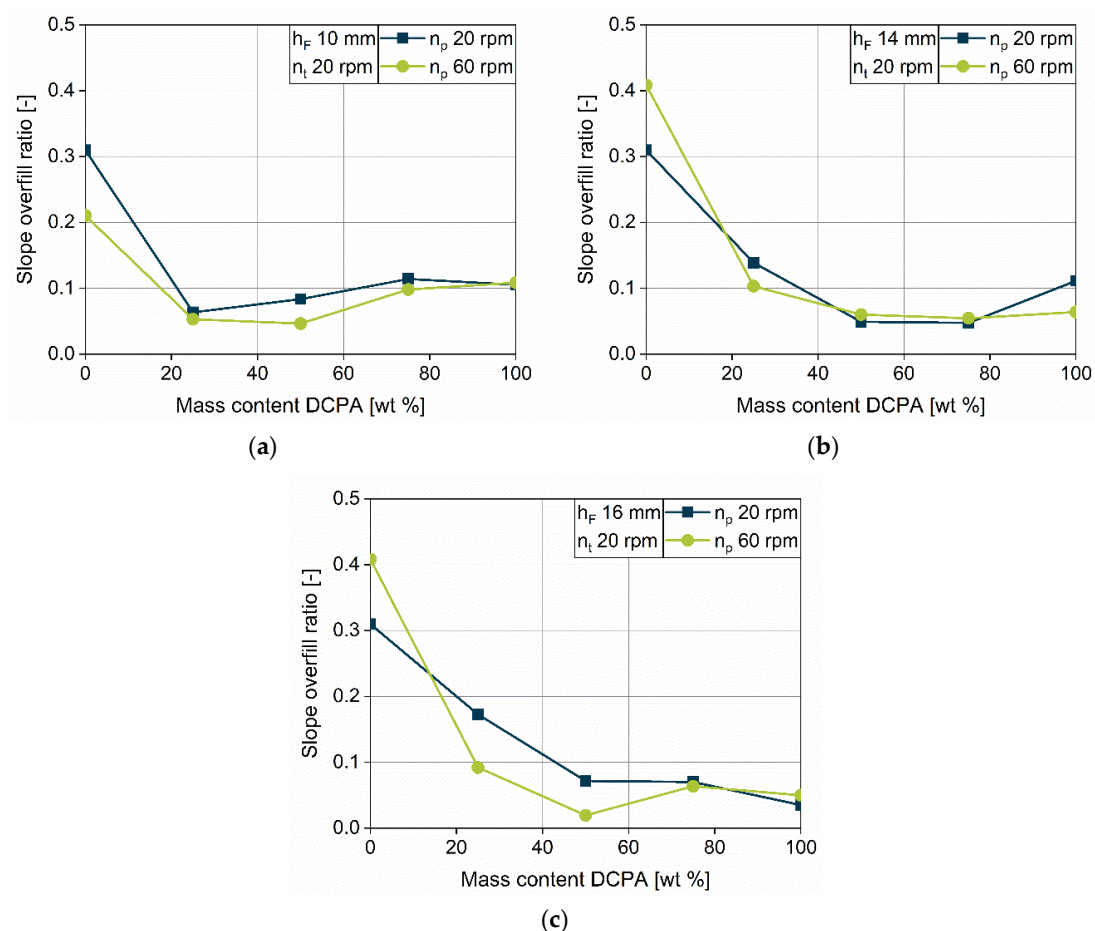 0.5
0.4
0.3
0.2
0.1
0.0
Slope overfill ratio [-]
h_F 10 mm
n_t 20 rpm
n_p 20 rpm
n_p 60 rpm
0 20 40 60 80 100
Mass content DCPA [wt %]
(a)
0.5
0.4
0.3
0.2
0.1
0.0
Slope overfill ratio [-]
h_F 14 mm
n_t 20 rpm
n_p 20 rpm
n_p 60 rpm
0 20 40 60 80 100
Mass content DCPA [wt %]
(b)
0.5
0.4
0.3
0.2
0.1
0.0
Slope overfill ratio [-]
h_F 16 mm
n_t 20 rpm
n_p 20 rpm
n_p 60 rpm
0 20 40 60 80 100
Mass content DCPA [wt %]
(c)